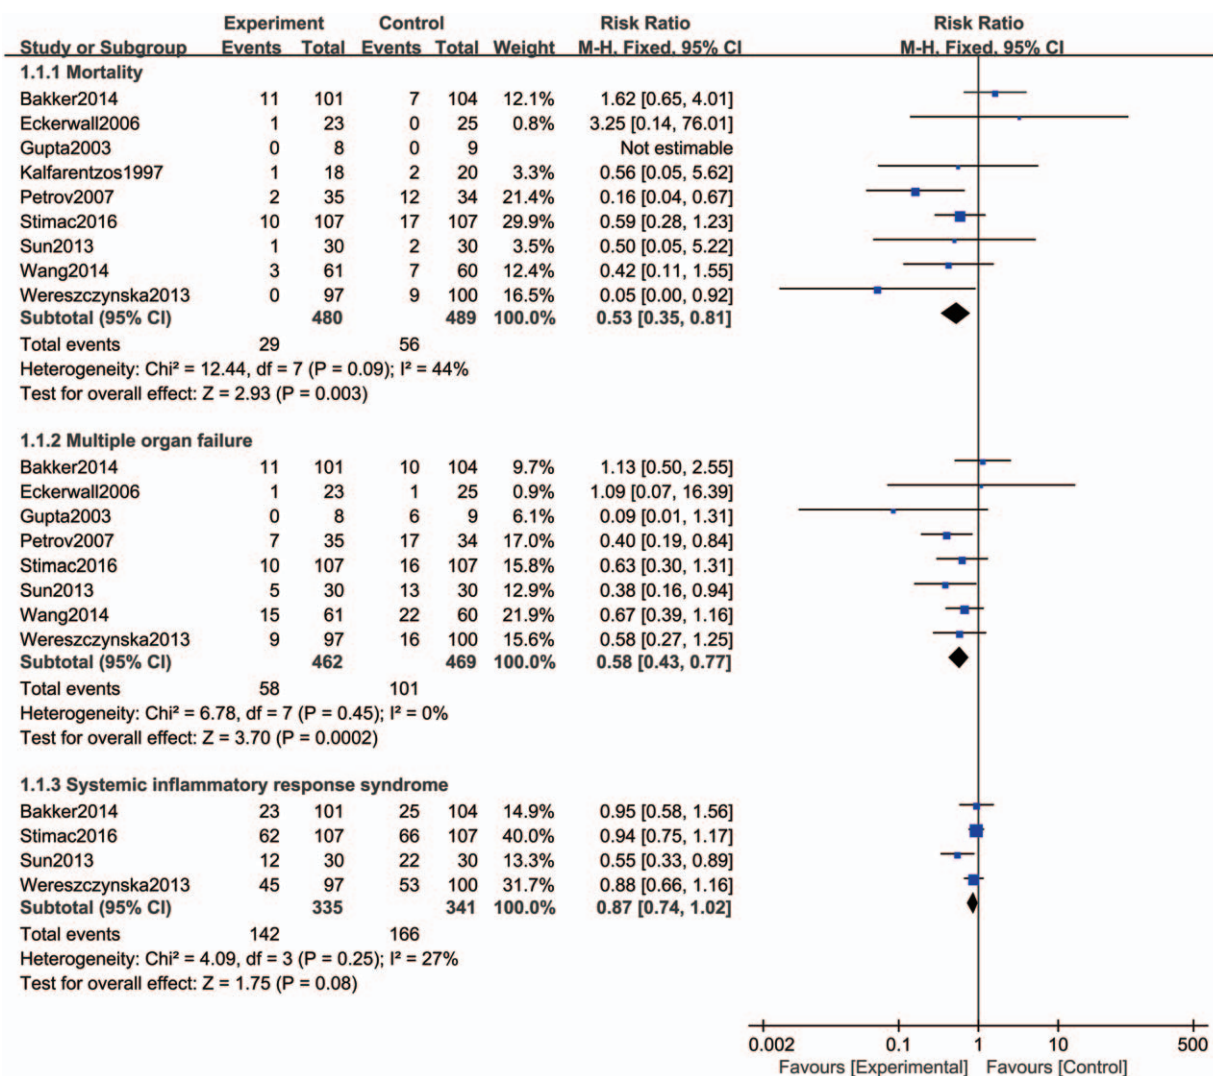 Experiment Control Risk Ratio Risk Ratio
Study or Subgroup Events Total Events Total Weight M-H, Fixed, 95% CI M-H, Fixed, 95% CI
1.1.1 Mortality
Bakker2014 11 101 7 104 12.1% 1.62 [0.65, 4.01]
Eckerwall2006 1 23 0 25 0.8% 3.25 [0.14, 76.01]
Gupta2003 0 8 0 9 Not estimable
Kalfarentzos1997 1 18 2 20 3.3% 0.56 [0.05, 5.62]
Petrov2007 2 35 12 34 21.4% 0.16 [0.04, 0.67]
Stimac2016 10 107 17 107 29.9% 0.59 [0.28, 1.23]
Sun2013 1 30 2 30 3.5% 0.50 [0.05, 5.22]
Wang2014 3 61 7 60 12.4% 0.42 [0.11, 1.55]
Wereszczynska2013 0 97 9 100 16.5% 0.05 [0.00, 0.92]
Subtotal (95% CI) 480 489 100.0% 0.53 [0.35, 0.81]
Total events 29 56
Heterogeneity: Chi² = 12.44, df = 7 (P = 0.09); I² = 44%
Test for overall effect: Z = 2.93 (P = 0.003)
1.1.2 Multiple organ failure
Bakker2014 11 101 10 104 9.7% 1.13 [0.50, 2.55]
Eckerwall2006 1 23 1 25 0.9% 1.09 [0.07, 16.39]
Gupta2003 0 8 6 9 6.1% 0.09 [0.01, 1.31]
Petrov2007 7 35 17 34 17.0% 0.40 [0.19, 0.84]
Stimac2016 10 107 16 107 15.8% 0.63 [0.30, 1.31]
Sun2013 5 30 13 30 12.9% 0.38 [0.16, 0.94]
Wang2014 15 61 22 60 21.9% 0.67 [0.39, 1.16]
Wereszczynska2013 9 97 16 100 15.6% 0.58 [0.27, 1.25]
Subtotal (95% CI) 462 469 100.0% 0.58 [0.43, 0.77]
Total events 58 101
Heterogeneity: Chi² = 6.78, df = 7 (P = 0.45); I² = 0%
Test for overall effect: Z = 3.70 (P = 0.0002)
1.1.3 Systemic inflammatory response syndrome
Bakker2014 23 101 25 104 14.9% 0.95 [0.58, 1.56]
Stimac2016 62 107 66 107 40.0% 0.94 [0.75, 1.17]
Sun2013 12 30 22 30 13.3% 0.55 [0.33, 0.89]
Wereszczynska2013 45 97 53 100 31.7% 0.88 [0.66, 1.16]
Subtotal (95% CI) 335 341 100.0% 0.87 [0.74, 1.02]
Total events 142 166
Heterogeneity: Chi² = 4.09, df = 3 (P = 0.25); I² = 27%
Test for overall effect: Z = 1.75 (P = 0.08)
0.002 0.1 1 10 500
Favours [Experimental] Favours [Control]